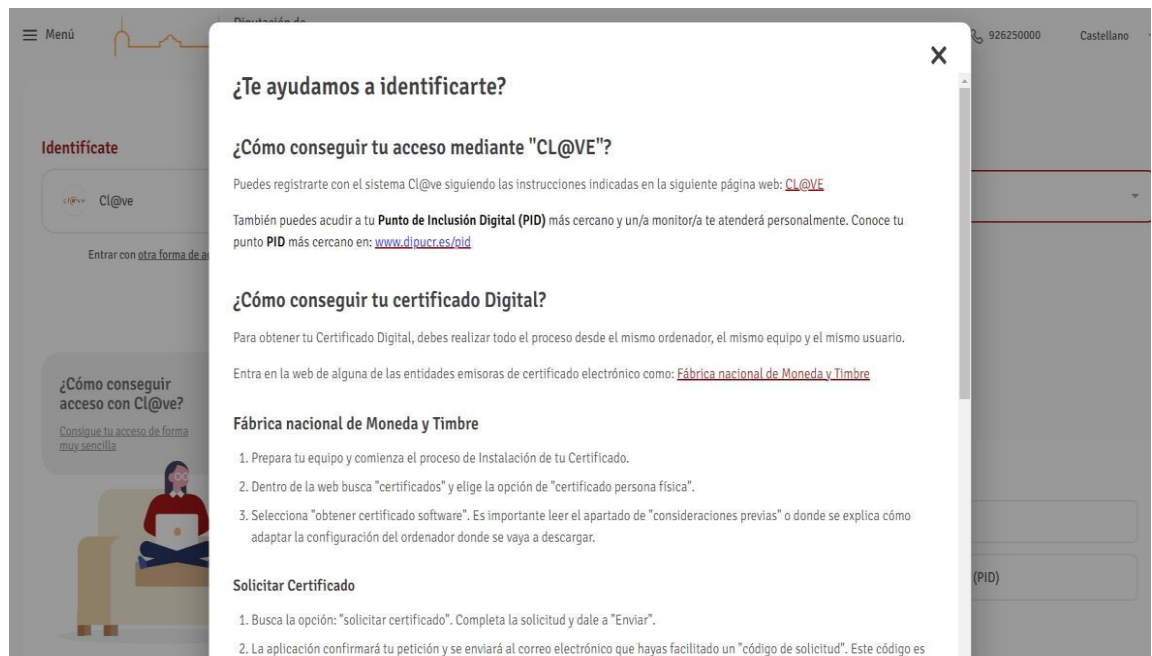 Menú
Diputación de
926250000
Castellano
Identifícate
cl@ve Cl@ve
Entrar con otra forma de
¿Cómo conseguir
acceso con Cl@ve?
Consigue tu acceso de forma
muy sencilla
X
¿Te ayudamos a identificarte?
¿Cómo conseguir tu acceso mediante "CL@VE"?
Puedes registrarte con el sistema Cl@ve siguiendo las instrucciones indicadas en la siguiente página web: CL@VE
También puedes acudir a tu Punto de Inclusión Digital (PID) más cercano y un/a monitor/a te atenderá personalmente. Conoce tu
punto PID más cercano en: www.dipucr.es/pid
¿Cómo conseguir tu certificado Digital?
Para obtener tu Certificado Digital, debes realizar todo el proceso desde el mismo ordenador, el mismo equipo y el mismo usuario.
Entra en la web de alguna de las entidades emisoras de certificado electrónico como: Fábrica nacional de Moneda y Timbre
Fábrica nacional de Moneda y Timbre
1. Prepara tu equipo y comienza el proceso de Instalación de tu Certificado.
2. Dentro de la web busca "certificados" y elige la opción de "certificado persona física".
3. Selecciona "obtener certificado software". Es importante leer el apartado de "consideraciones previas" o donde se explica cómo
adaptar la configuración del ordenador donde se vaya a descargar.
Solicitar Certificado
1. Busca la opción: "solicitar certificado". Completa la solicitud y dale a "Enviar".
2. La aplicación confirmará tu petición y se enviará al correo electrónico que hayas facilitado un "código de solicitud". Este código es
(PID)